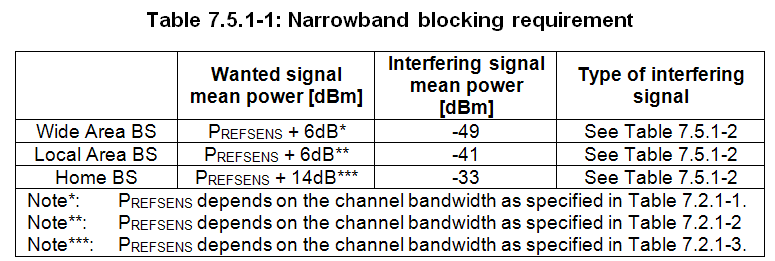 Table 7.5.1-1: Narrowband blocking requirement
Wanted signal mean power [dBm] Interfering signal mean power [dBm] Type of interfering signal
Wide Area BS PREFSENS + 6dB* -49 See Table 7.5.1-2
Local Area BS PREFSENS + 6dB** -41 See Table 7.5.1-2
Home BS PREFSENS + 14dB*** -33 See Table 7.5.1-2
Note*: PREFSENS depends on the channel bandwidth as specified in Table 7.2.1-1.
Note**: PREFSENS depends on the channel bandwidth as specified in Table 7.2.1-2
Note***: PREFSENS depends on the channel bandwidth as specified in Table 7.2.1-3.